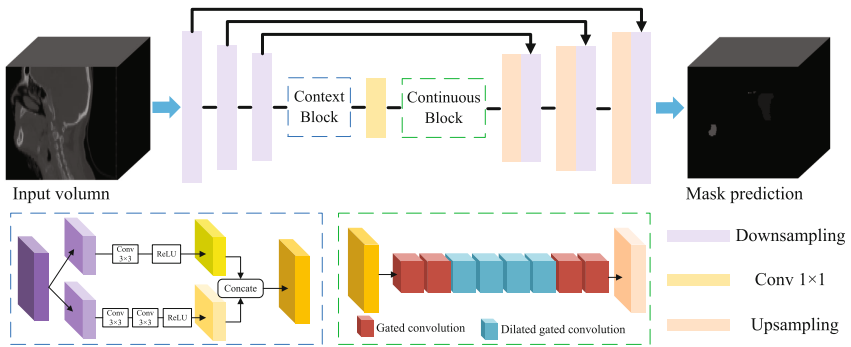 Context
Block
Continuous
Block
Input volumn
Mask prediction
Conv
3×3
ReLU
Concate
Conv
3×3
Conv
3×3
ReLU
Gated convolution
Dilated gated convolution
Downsampling
Conv 1×1
Upsampling